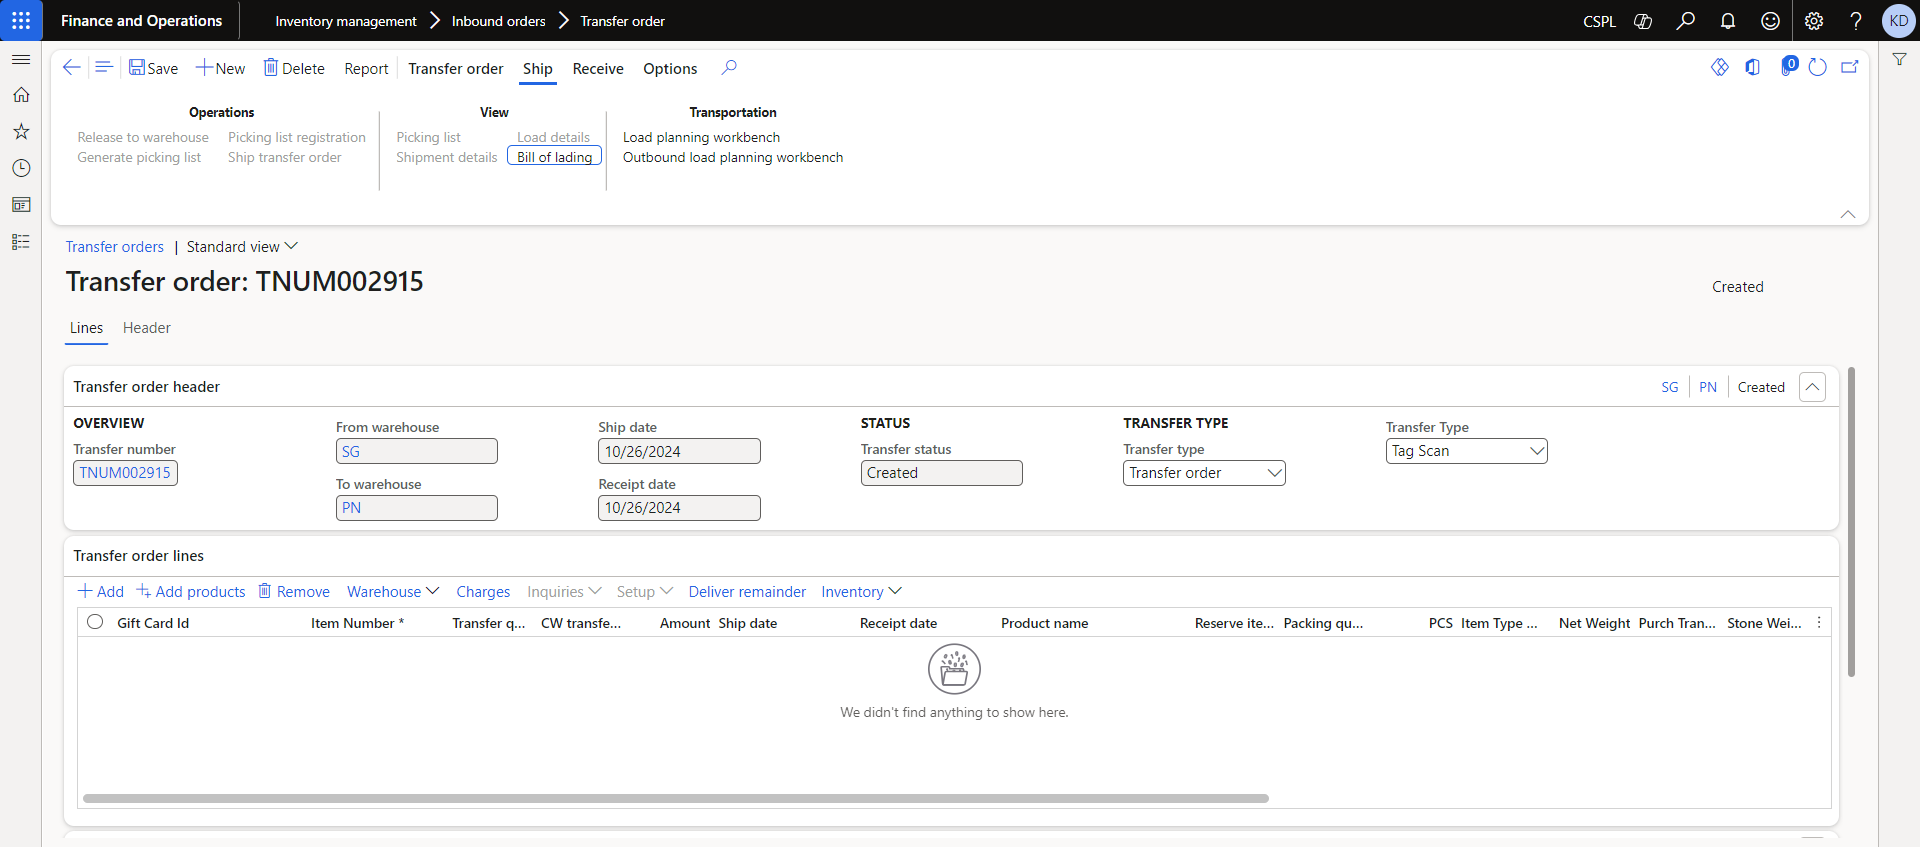 Finance and Operations
Inventory management
Inbound orders
Transfer order
CSPL
KD
Save
New
Delete
Report
Transfer order
Ship
Receive
Options
0
Operations
Release to warehouse
Picking list registration
Generate picking list
Ship transfer order
View
Picking list
Load details
Shipment details
Bill of lading
Transportation
Load planning workbench
Outbound load planning workbench
Transfer orders | Standard view
Transfer order: TNUM002915
Created
Lines
Header
Transfer order header
SG
PN
Created
OVERVIEW
Transfer number
TNUM002915
From warehouse
SG
To warehouse
PN
Ship date
10/26/2024
Receipt date
10/26/2024
STATUS
Transfer status
Created
TRANSFER TYPE
Transfer type
Transfer order
Transfer Type
Tag Scan
Transfer order lines
Add
Add products
Remove
Warehouse
Charges
Inquiries
Setup
Deliver remainder
Inventory
Gift Card Id
Item Number *
Transfer q...
CW transfe...
Amount
Ship date
Receipt date
Product name
Reserve ite...
Packing qu...
PCS
Item Type ...
Net Weight
Purch Tran...
Stone Wei...
We didn't find anything to show here.